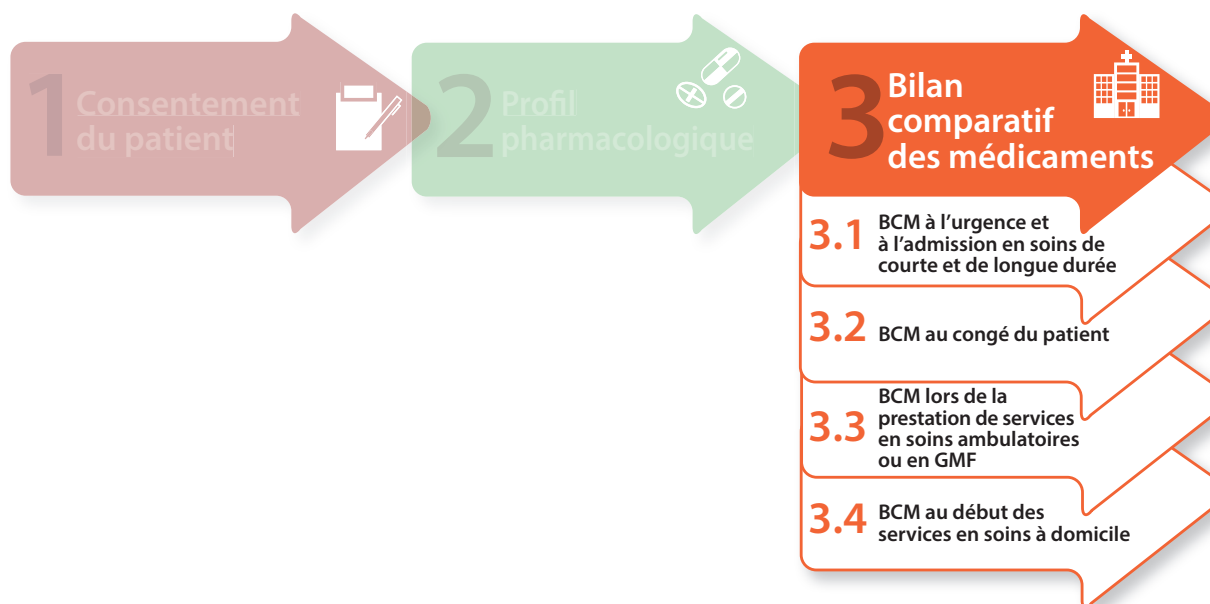 1 Consentement
du patient
2 Profil
pharmacologique
3 Bilan
comparatif
des médicaments
3.1 BCM à l’urgence et
à l’admission en soins de
courte et de longue durée
3.2 BCM au congé du patient
3.3 BCM lors de la
prestation de services
en soins ambulatoires
ou en GMF
3.4 BCM au début des
services en soins à domicile